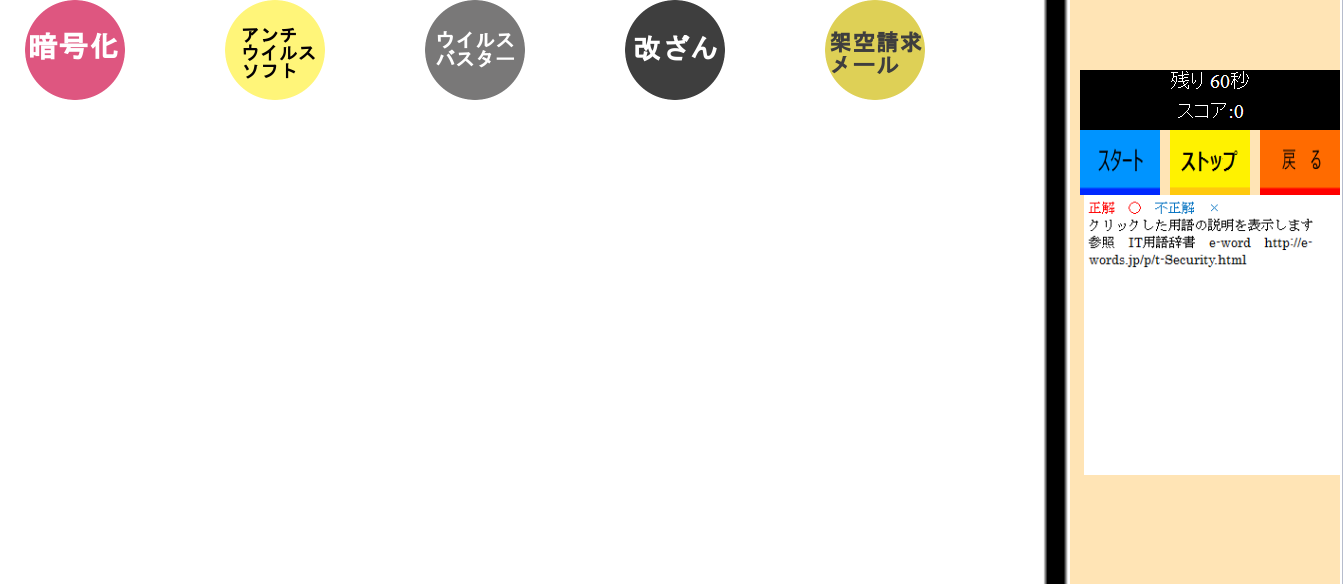 暗号化
アンチ
ウイルス
ソフト
ウイルス
バスター
改ざん
架空請求
メール
残り 60秒
スコア:0
スタート
ストップ
戻 る
正解　○　不正解　×
クリックした用語の説明を表示します
参照　IT用語辞書　e-word　http://e-
words.jp/p/t-Security.html